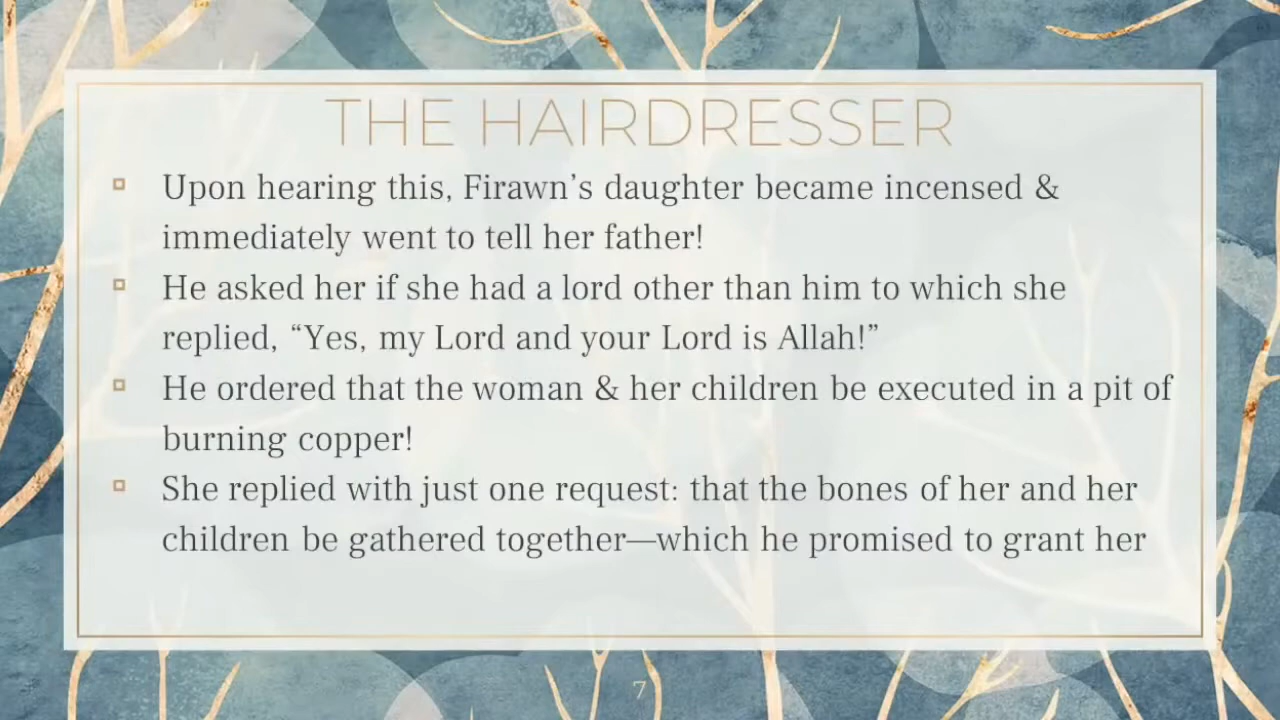 THE HAIRDRESSER
▫ Upon hearing this, Firawn’s daughter became incensed &
immediately went to tell her father!
▫ He asked her if she had a lord other than him to which she
replied, “Yes, my Lord and your Lord is Allah!”
▫ He ordered that the woman & her children be executed in a pit of
burning copper!
▫ She replied with just one request: that the bones of her and her
children be gathered together—which he promised to grant her
7